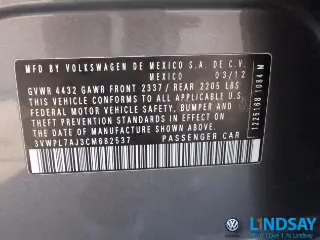 MFD BY VOLKSWAGEN DE MEXICO S.A. DE C.V.
MEXICO 03/12
GVWR 4432 GAWR FRONT 2337/ REAR 2205 LBS
THIS VEHICLE CONFORMS TO ALL APPLICABLE U.S.
FEDERAL MOTOR VEHICLE SAFETY, BUMPER AND
THEFT PREVENTION STANDARDS IN EFFECT ON
THE DATE OF MANUFACTURE SHOWN ABOVE
3VWPL7AJ3CM682537 PASSENGER CAR
1225168 1084 M
LINDSAY